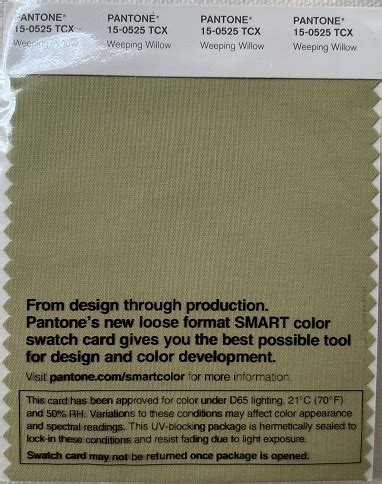 PANTONE® PANTONE® PANTONE® PANTONE®
15-0525 TCX 15-0525 TCX 15-0525 TCX 15-0525 TCX
Weeping Willow Weeping Willow Weeping Willow Weeping Willow
From design through production.
Pantone's new loose format SMART color
swatch card gives you the best possible tool
for design and color development.
Visit pantone.com/smartcolor for more information.
This card has been approved for color under D65 lighting, 21°C (70°F)
and 50% RH. Variations to these conditions may affect color appearance
and spectral readings. This UV-blocking package is hermetically sealed to
lock-in these conditions and resist fading due to light exposure.
Swatch card may not be returned once package is opened.